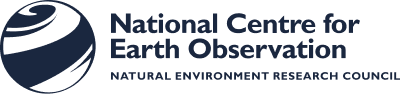 National Centre for
Earth Observation
NATURAL ENVIRONMENT RESEARCH COUNCIL